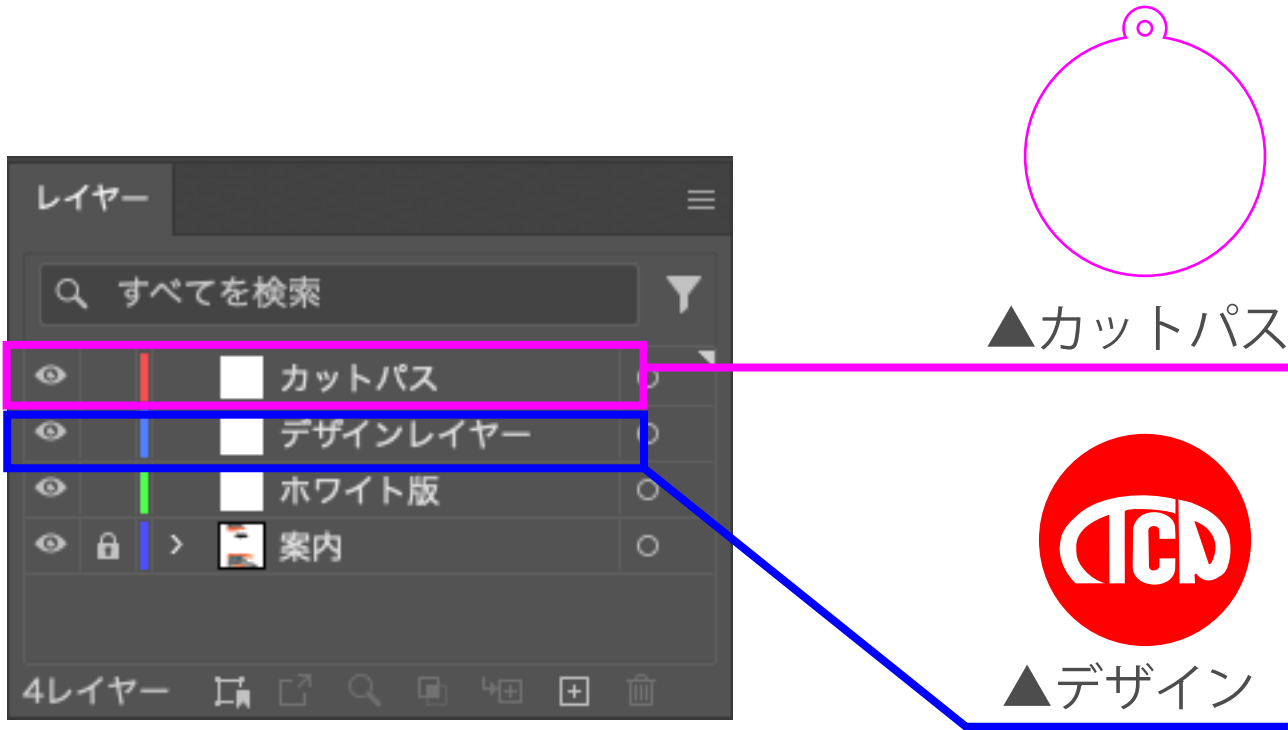 レイヤー
すべてを検索
カットパス
デザインレイヤー
ホワイト版
案内
4レイヤー
▲カットパス
TCD
▲デザイン